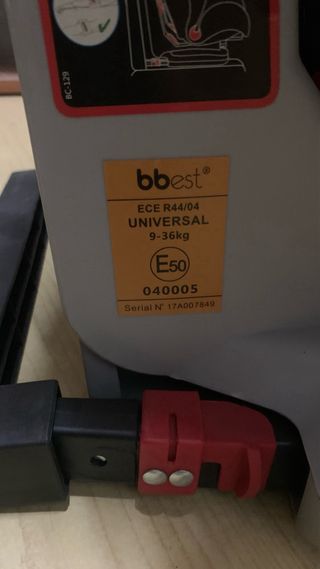 BC-129
bbest®
ECE R44/04
UNIVERSAL
9-36kg
E50
040005
Serial N° 17A007849